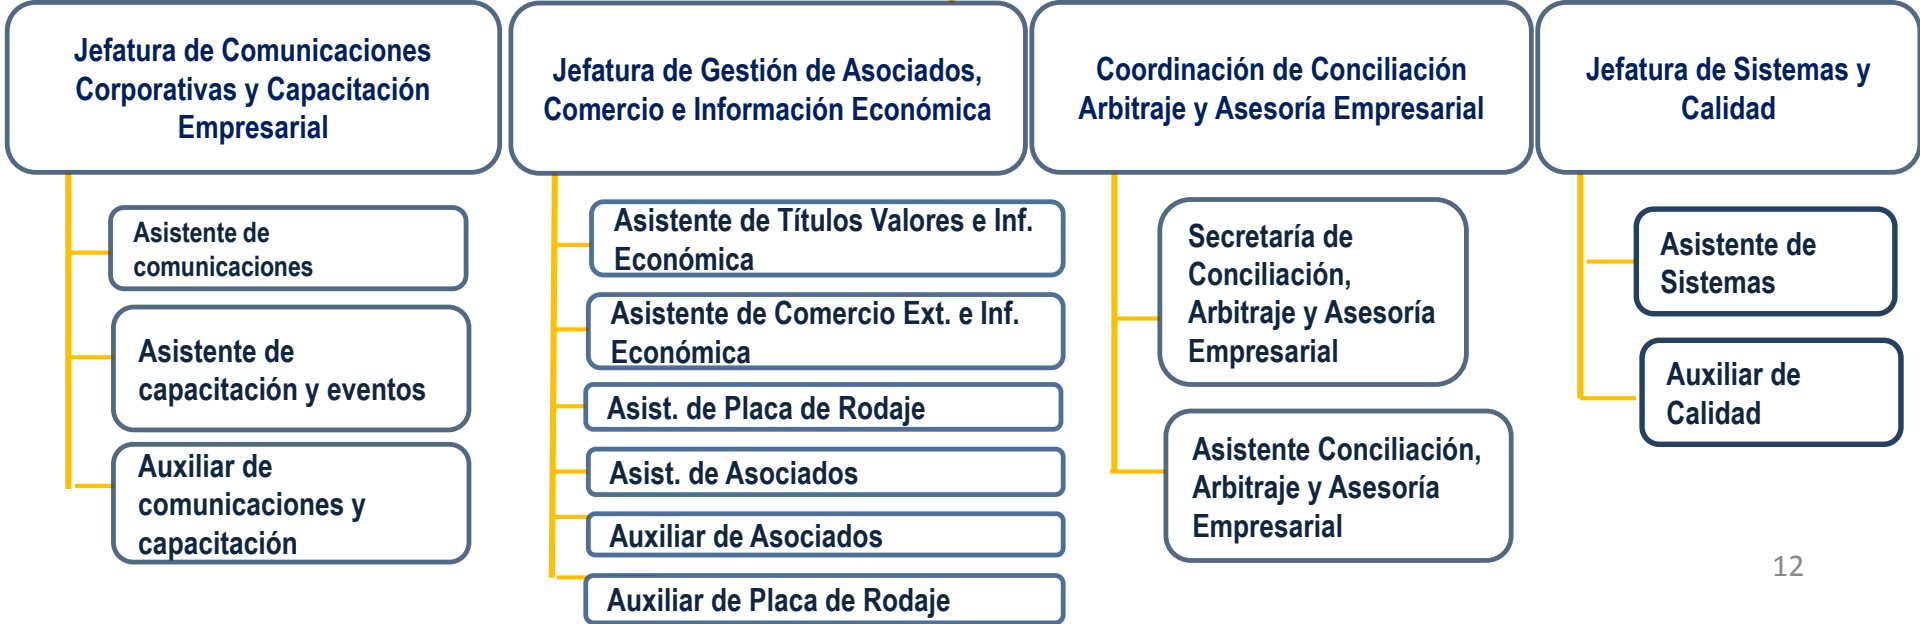 Jefatura de Comunicaciones
Corporativas y Capacitación
Empresarial
Asistente de
comunicaciones
Asistente de
capacitación y eventos
Auxiliar de
comunicaciones y
capacitación
Jefatura de Gestión de Asociados,
Comercio e Información Económica
Asistente de Títulos Valores e Inf.
Económica
Asistente de Comercio Ext. e Inf.
Económica
Asist. de Placa de Rodaje
Asist. de Asociados
Auxiliar de Asociados
Auxiliar de Placa de Rodaje
Coordinación de Conciliación
Arbitraje y Asesoría Empresarial
Secretaría de
Conciliación,
Arbitraje y Asesoría
Empresarial
Asistente Conciliación,
Arbitraje y Asesoría
Empresarial
Jefatura de Sistemas y
Calidad
Asistente de
Sistemas
Auxiliar de
Calidad
12